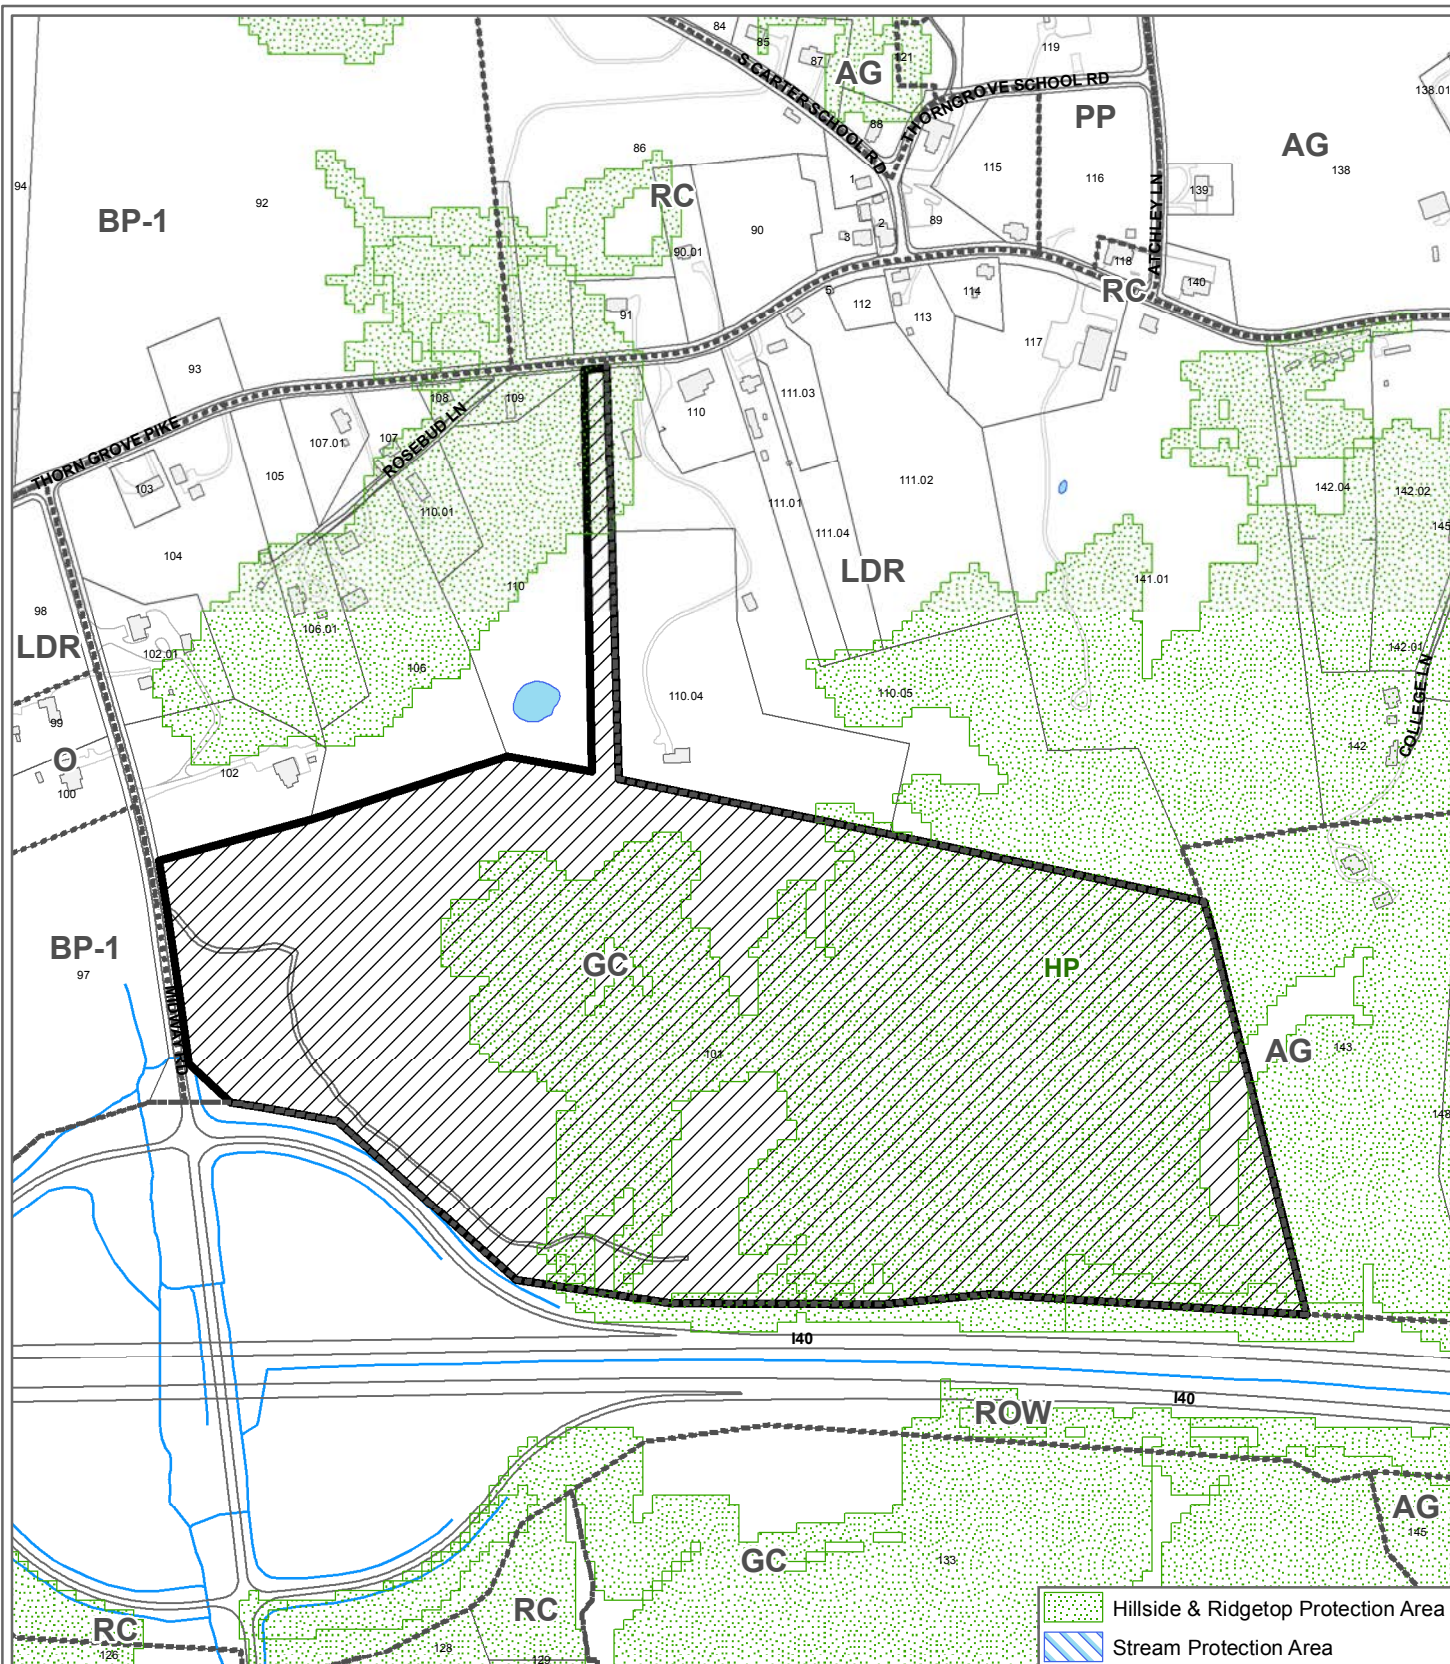 84
85
87
119
121
AG
138.01
S CARTER SCHOOL RD
THORNGROVE SCHOOL RD
PP
AG
138
88
86
115
116
139
94
92
BP-1
RC
1
2
3
89
90
90.01
ATCHLEY LN
118
140
RC
5
112
113
114
117
91
93
THORN GROVE PIKE
108
109
ROSEBUD LN
107
107.01
103
105
104
110
111.03
111.01
111.04
111.02
LDR
142.04
142.02
145
110.01
110
141.01
98
LDR
102.01
106.01
106
110.04
110.05
142.01
COLLEGE LN
142
99
O
100
102
BP-1
97
MIDWAY RD
GC
HP
101
AG
143
148
I40
I40
ROW
AG
145
GC
133
RC
126
RC
128
129
Hillside & Ridgetop Protection Area
Stream Protection Area